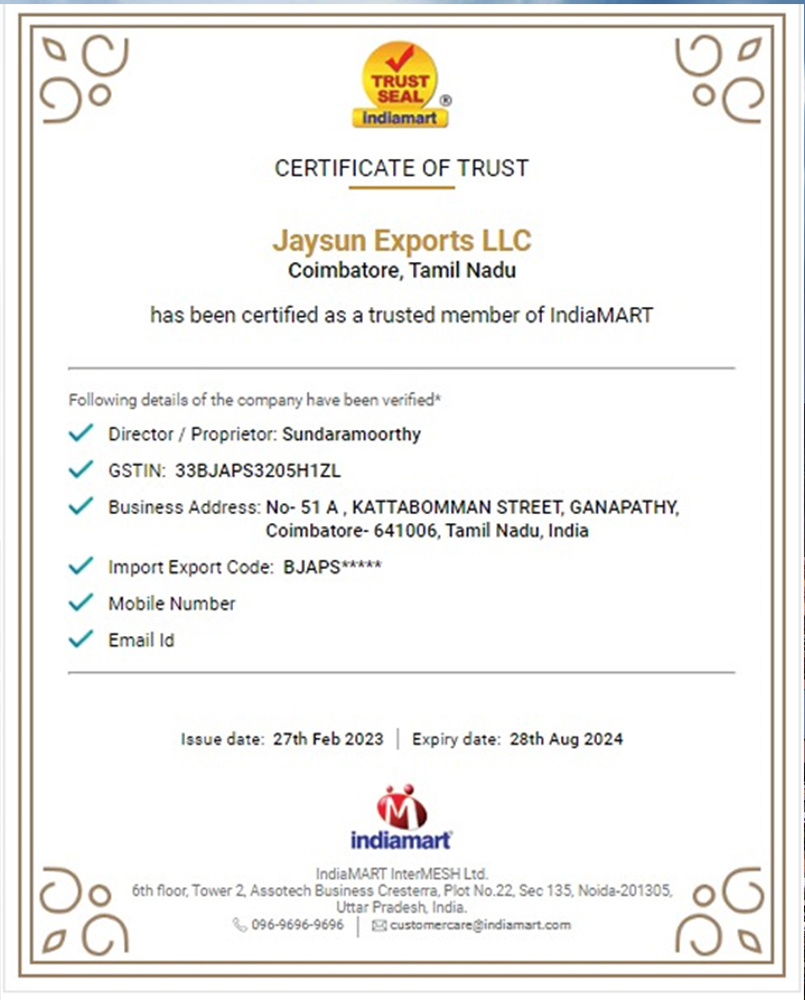 TRUST
SEAL
indiamart ®
CERTIFICATE OF TRUST
Jaysun Exports LLC
Coimbatore, Tamil Nadu
has been certified as a trusted member of IndiaMART
Following details of the company have been verified*
Director / Proprietor: Sundaramoorthy
GSTIN: 33BJAPS3205H1ZL
Business Address: No- 51 A , KATTABOMMAN STREET, GANAPATHY,
Coimbatore- 641006, Tamil Nadu, India
Import Export Code: BJAPS*****
Mobile Number
Email Id
Issue date: 27th Feb 2023 | Expiry date: 28th Aug 2024
indiamart
IndiaMART InterMESH Ltd.
6th floor, Tower 2, Assotech Business Cresterra, Plot No.22, Sec 135, Noida-201305,
Uttar Pradesh, India.
096-9696-9696 | customercare@indiamart.com